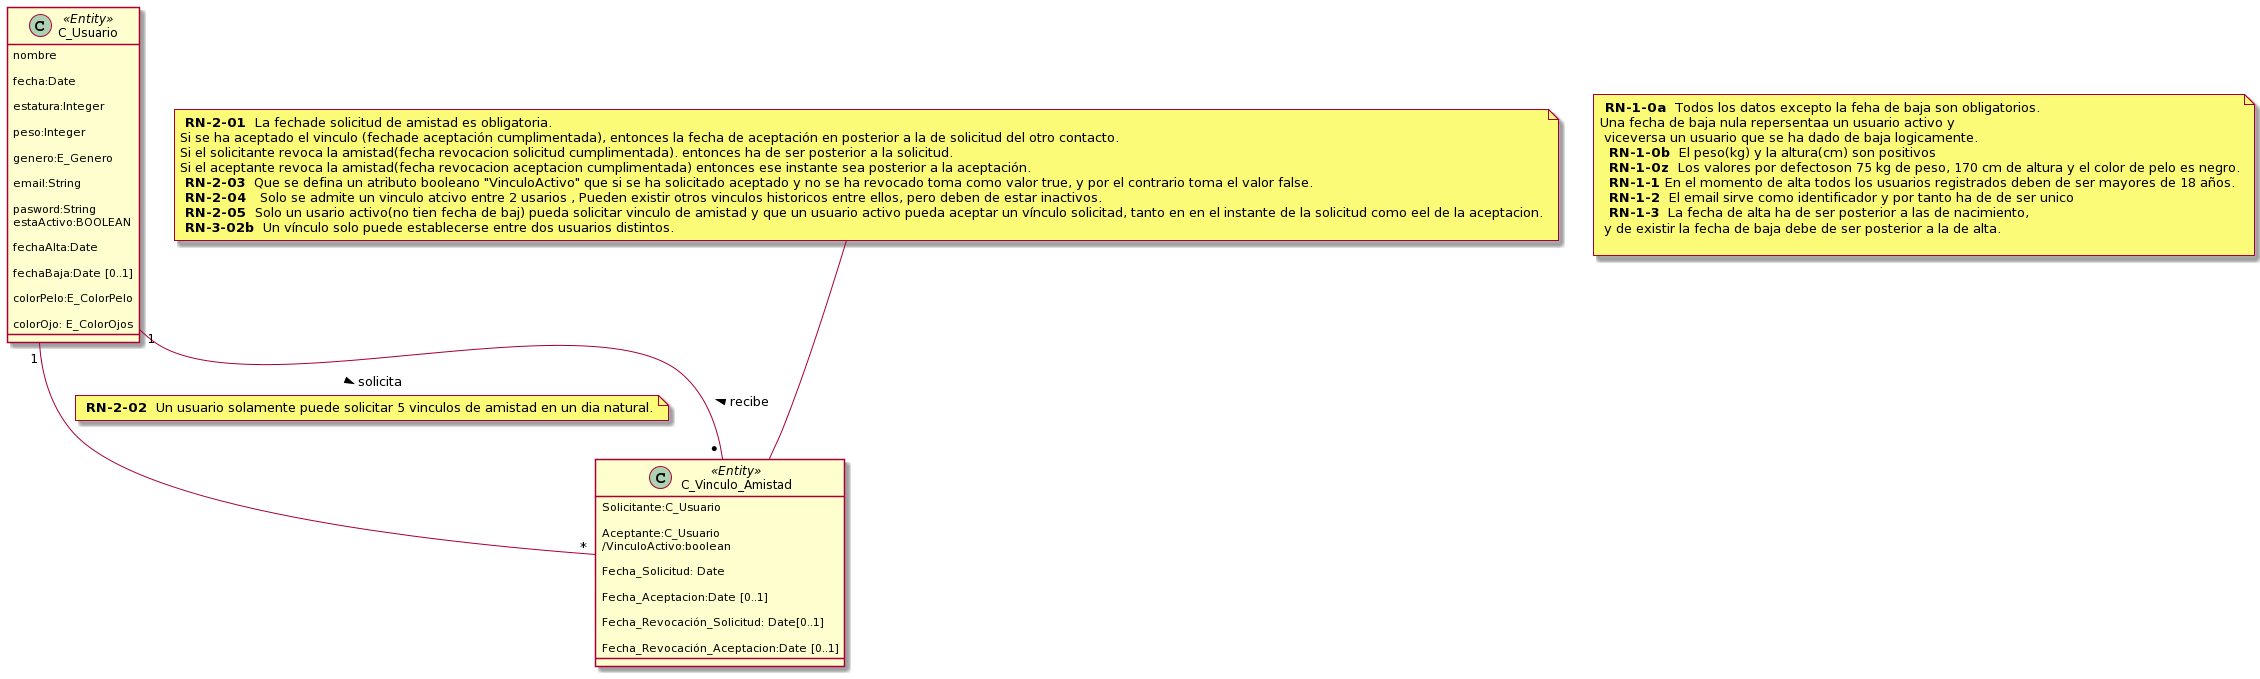 «Entity»
C_Usuario
nombre
fecha:Date
estatura:Integer
peso:Integer
genero:E_Genero
email:String
pasword:String
estaActivo:BOOLEAN
fechaAlta:Date
fechaBaja:Date [0..1]
colorPelo:E_ColorPelo
colorOjo: E_ColorOjos
RN-2-01 La fechade solicitud de amistad es obligatoria.
Si se ha aceptado el vinculo (fechade aceptación cumplimentada), entonces la fecha de aceptación en posterior a la de solicitud del otro contacto.
Si el solicitante revoca la amistad(fecha revocacion solicitud cumplimentada). entonces ha de ser posterior a la solicitud.
Si el aceptante revoca la amistad(fecha revocacion aceptacion cumplimentada) entonces ese instante sea posterior a la aceptación.
RN-2-03 Que se defina un atributo booleano "VinculoActivo" que si se ha solicitado aceptado y no se ha revocado toma como valor true, y por el contrario toma el valor false.
RN-2-04 Solo se admite un vinculo atcivo entre 2 usarios , Pueden existir otros vinculos historicos entre ellos, pero deben de estar inactivos.
RN-2-05 Solo un usario activo(no tien fecha de baj) pueda solicitar vinculo de amistad y que un usuario activo pueda aceptar un vínculo solicitad, tanto en en el instante de la solicitud como eel de la aceptacion.
RN-3-02b Un vínculo solo puede establecerse entre dos usuarios distintos.
RN-1-0a Todos los datos excepto la feha de baja son obligatorios.
Una fecha de baja nula repersentaa un usuario activo y
viceversa un usuario que se ha dado de baja logicamente.
RN-1-0b El peso(kg) y la altura(cm) son positivos
RN-1-0z Los valores por defectoson 75 kg de peso, 170 cm de altura y el color de pelo es negro.
RN-1-1 En el momento de alta todos los usuarios registrados deben de ser mayores de 18 años.
RN-1-2 El email sirve como identificador y por tanto ha de de ser unico
RN-1-3 La fecha de alta ha de ser posterior a las de nacimiento,
y de existir la fecha de baja debe de ser posterior a la de alta.
1
1
solicita
recibe
RN-2-02 Un usuario solamente puede solicitar 5 vinculos de amistad en un dia natural.
•
*
«Entity»
C_Vinculo_Amistad
Solicitante:C_Usuario
Aceptante:C_Usuario
/VinculoActivo:boolean
Fecha_Solicitud: Date
Fecha_Aceptacion:Date [0..1]
Fecha_Revocación_Solicitud: Date[0..1]
Fecha_Revocación_Aceptacion:Date [0..1]